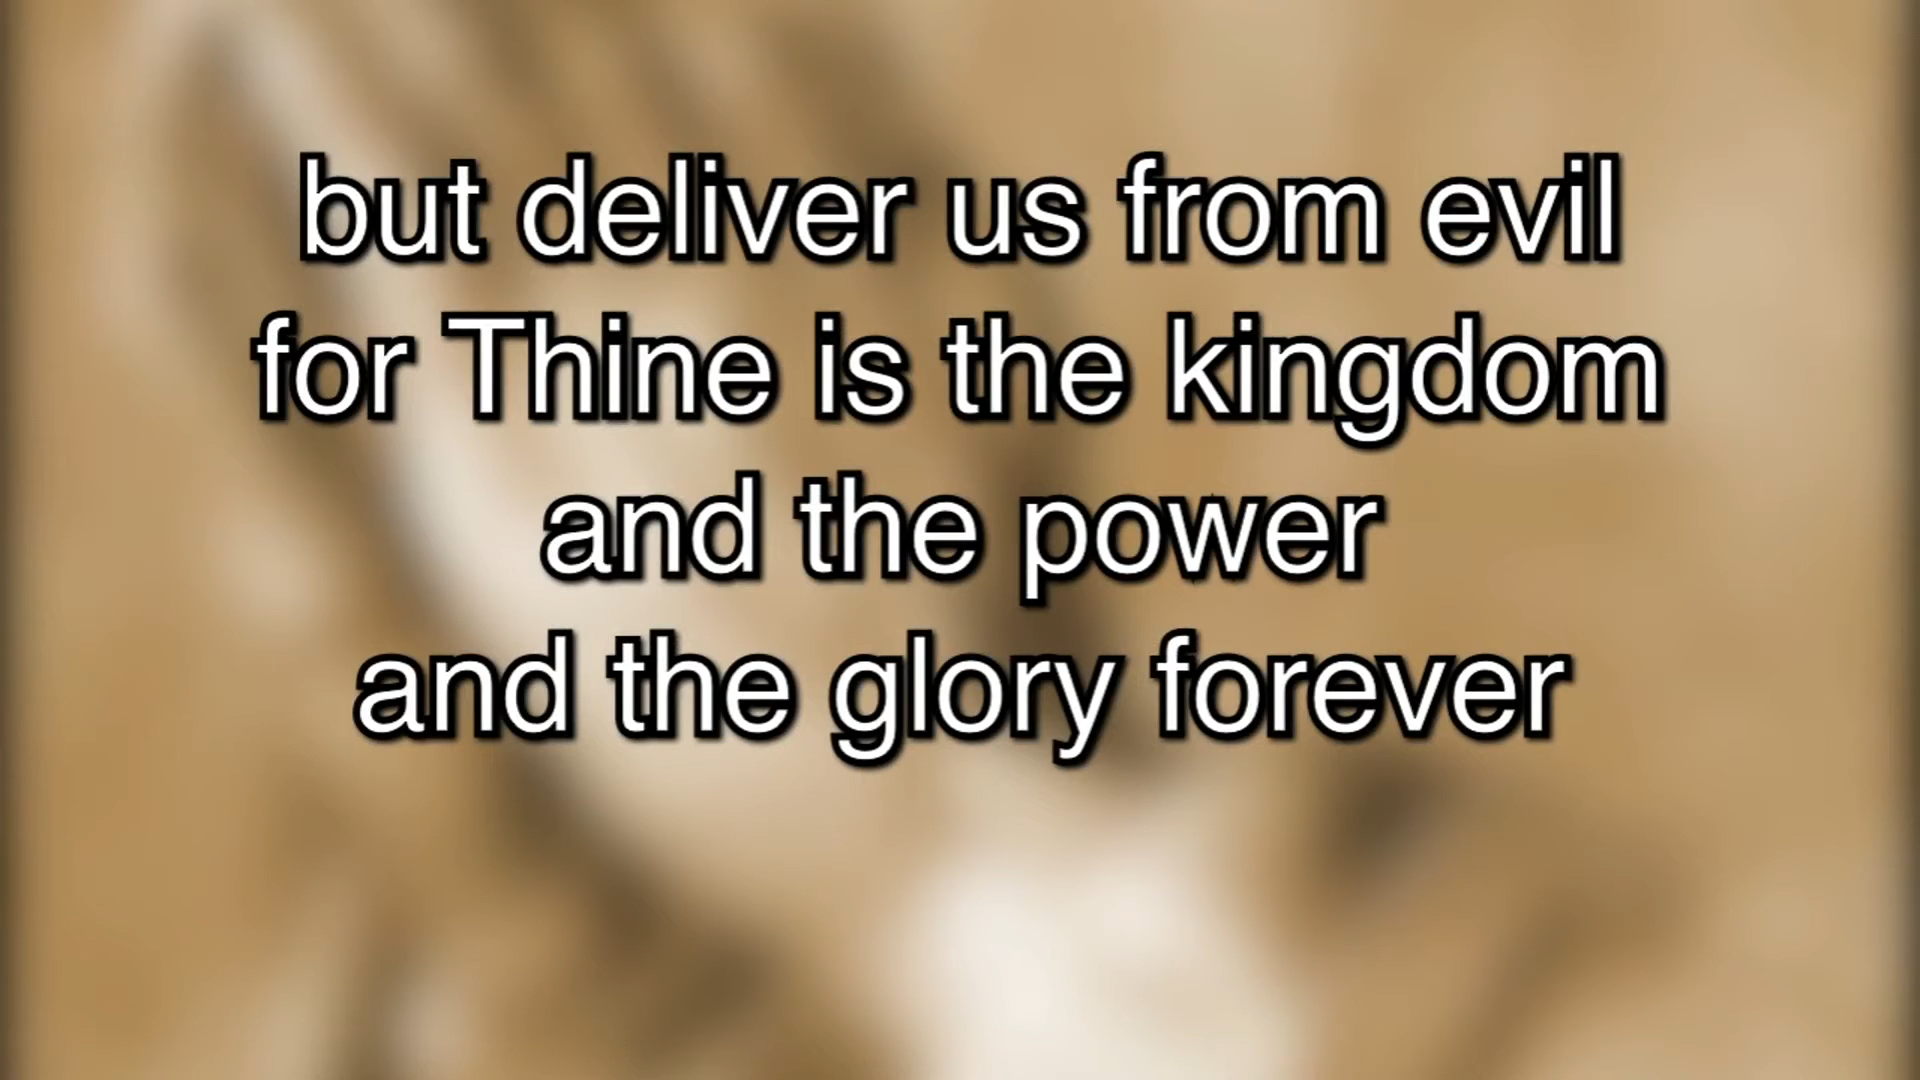 but deliver us from evil
for Thine is the kingdom
and the power
and the glory forever